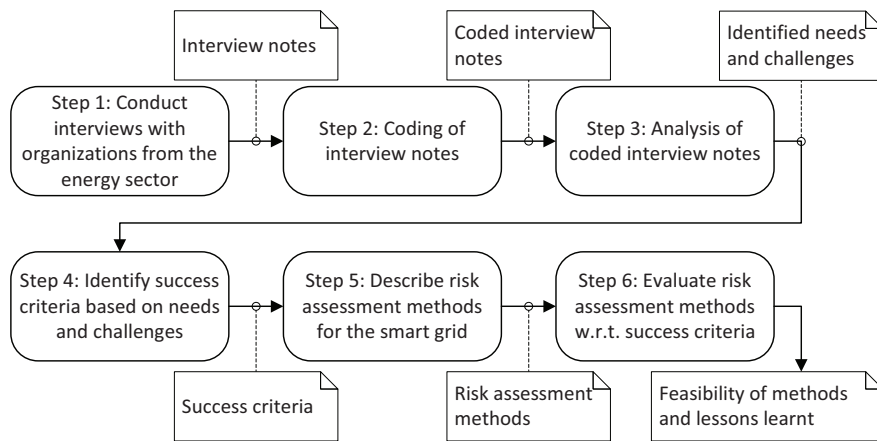 Interview notes
Coded interview
notes
Identified needs
and challenges
Step 1: Conduct
interviews with
organizations from the
energy sector
Step 2: Coding of
interview notes
Step 3: Analysis of
coded interview notes
Step 4: Identify success
criteria based on needs
and challenges
Step 5: Describe risk
assessment methods
for the smart grid
Step 6: Evaluate risk
assessment methods
w.r.t. success criteria
Success criteria
Risk assessment
methods
Feasibility of methods
and lessons learnt